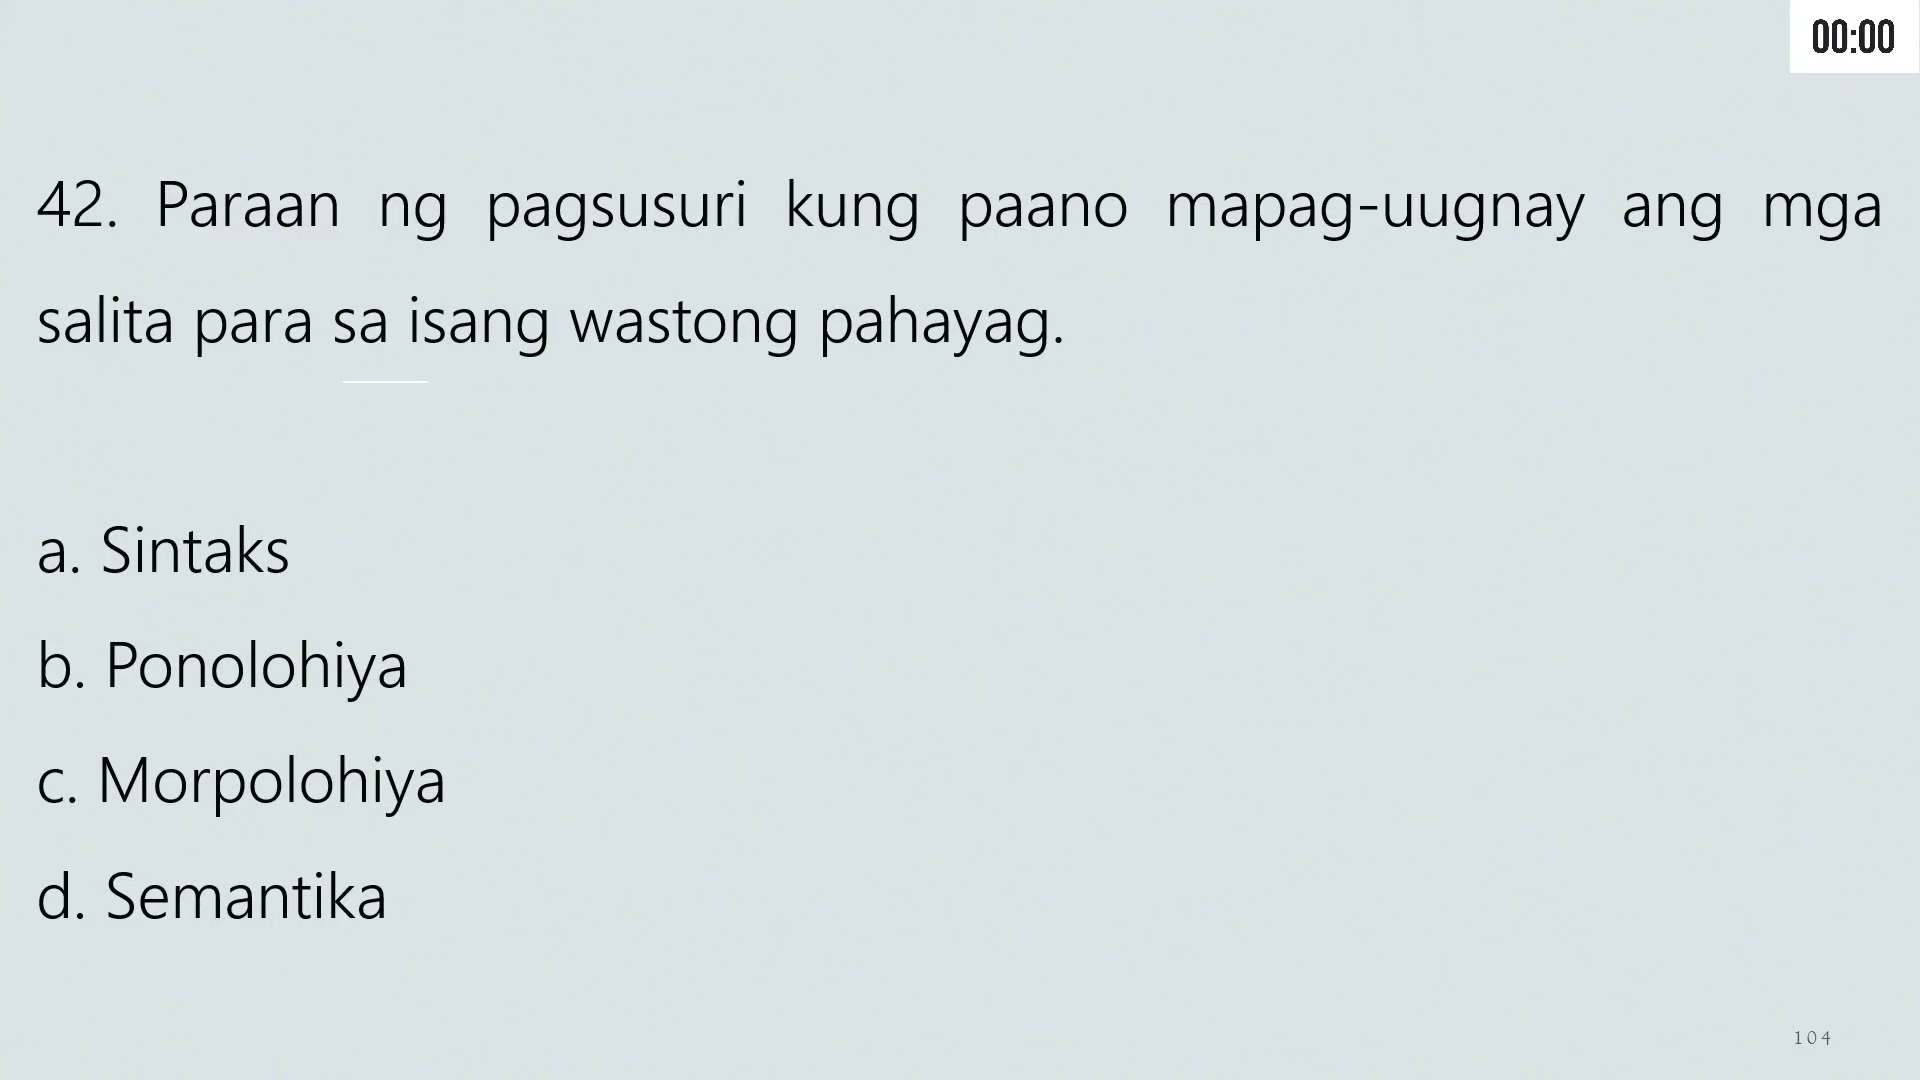 00:00
42. Paraan ng pagsusuri kung paano mapag-uugnay ang mga
salita para sa isang wastong pahayag.
a. Sintaks
b. Ponolohiya
c. Morpolohiya
d. Semantika
104